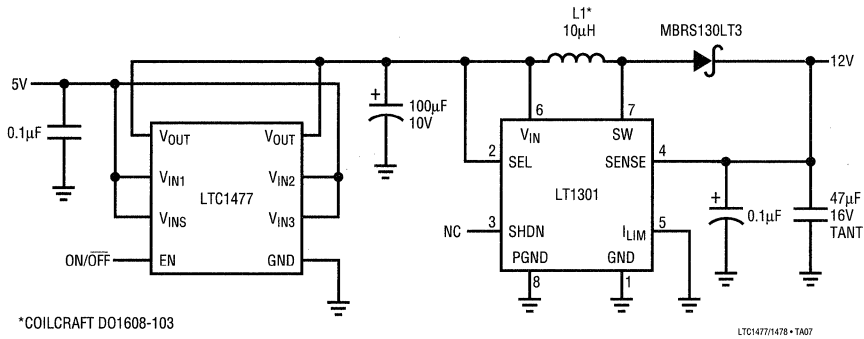 L1*
10µH
MBRS130LT3
5V
12V
0.1µF
+
100µF
10V
6
7
VOUT
VOUT
VIN
SW
2
SEL
SENSE
4
VIN1
VIN2
LTC1477
LT1301
VINS
VIN3
+
0.1µF
47µF
16V
TANT
NC
3
SHDN
ILIM
5
ON/OFF
EN
GND
PGND
GND
8
1
*COILCRAFT DO1608-103
LTC1477/1478 • TA07